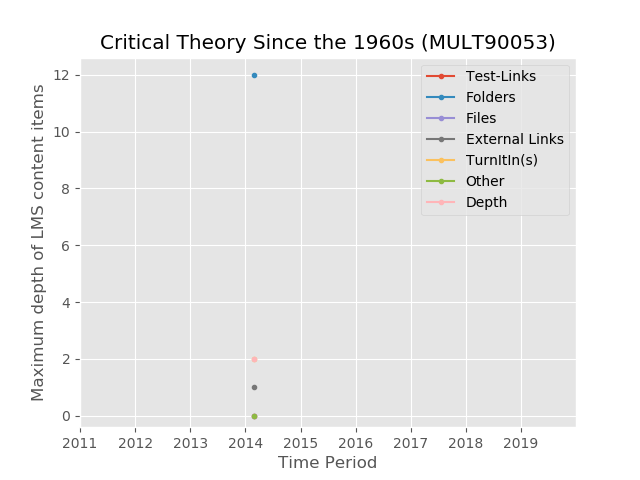 Critical Theory Since the 1960s (MULT90053)
Maximum depth of LMS content items
12
10
8
6
4
2
0
Test-Links
Folders
Files
External Links
TurnItIn(s)
Other
Depth
2011 2012 2013 2014 2015 2016 2017 2018 2019
Time Period